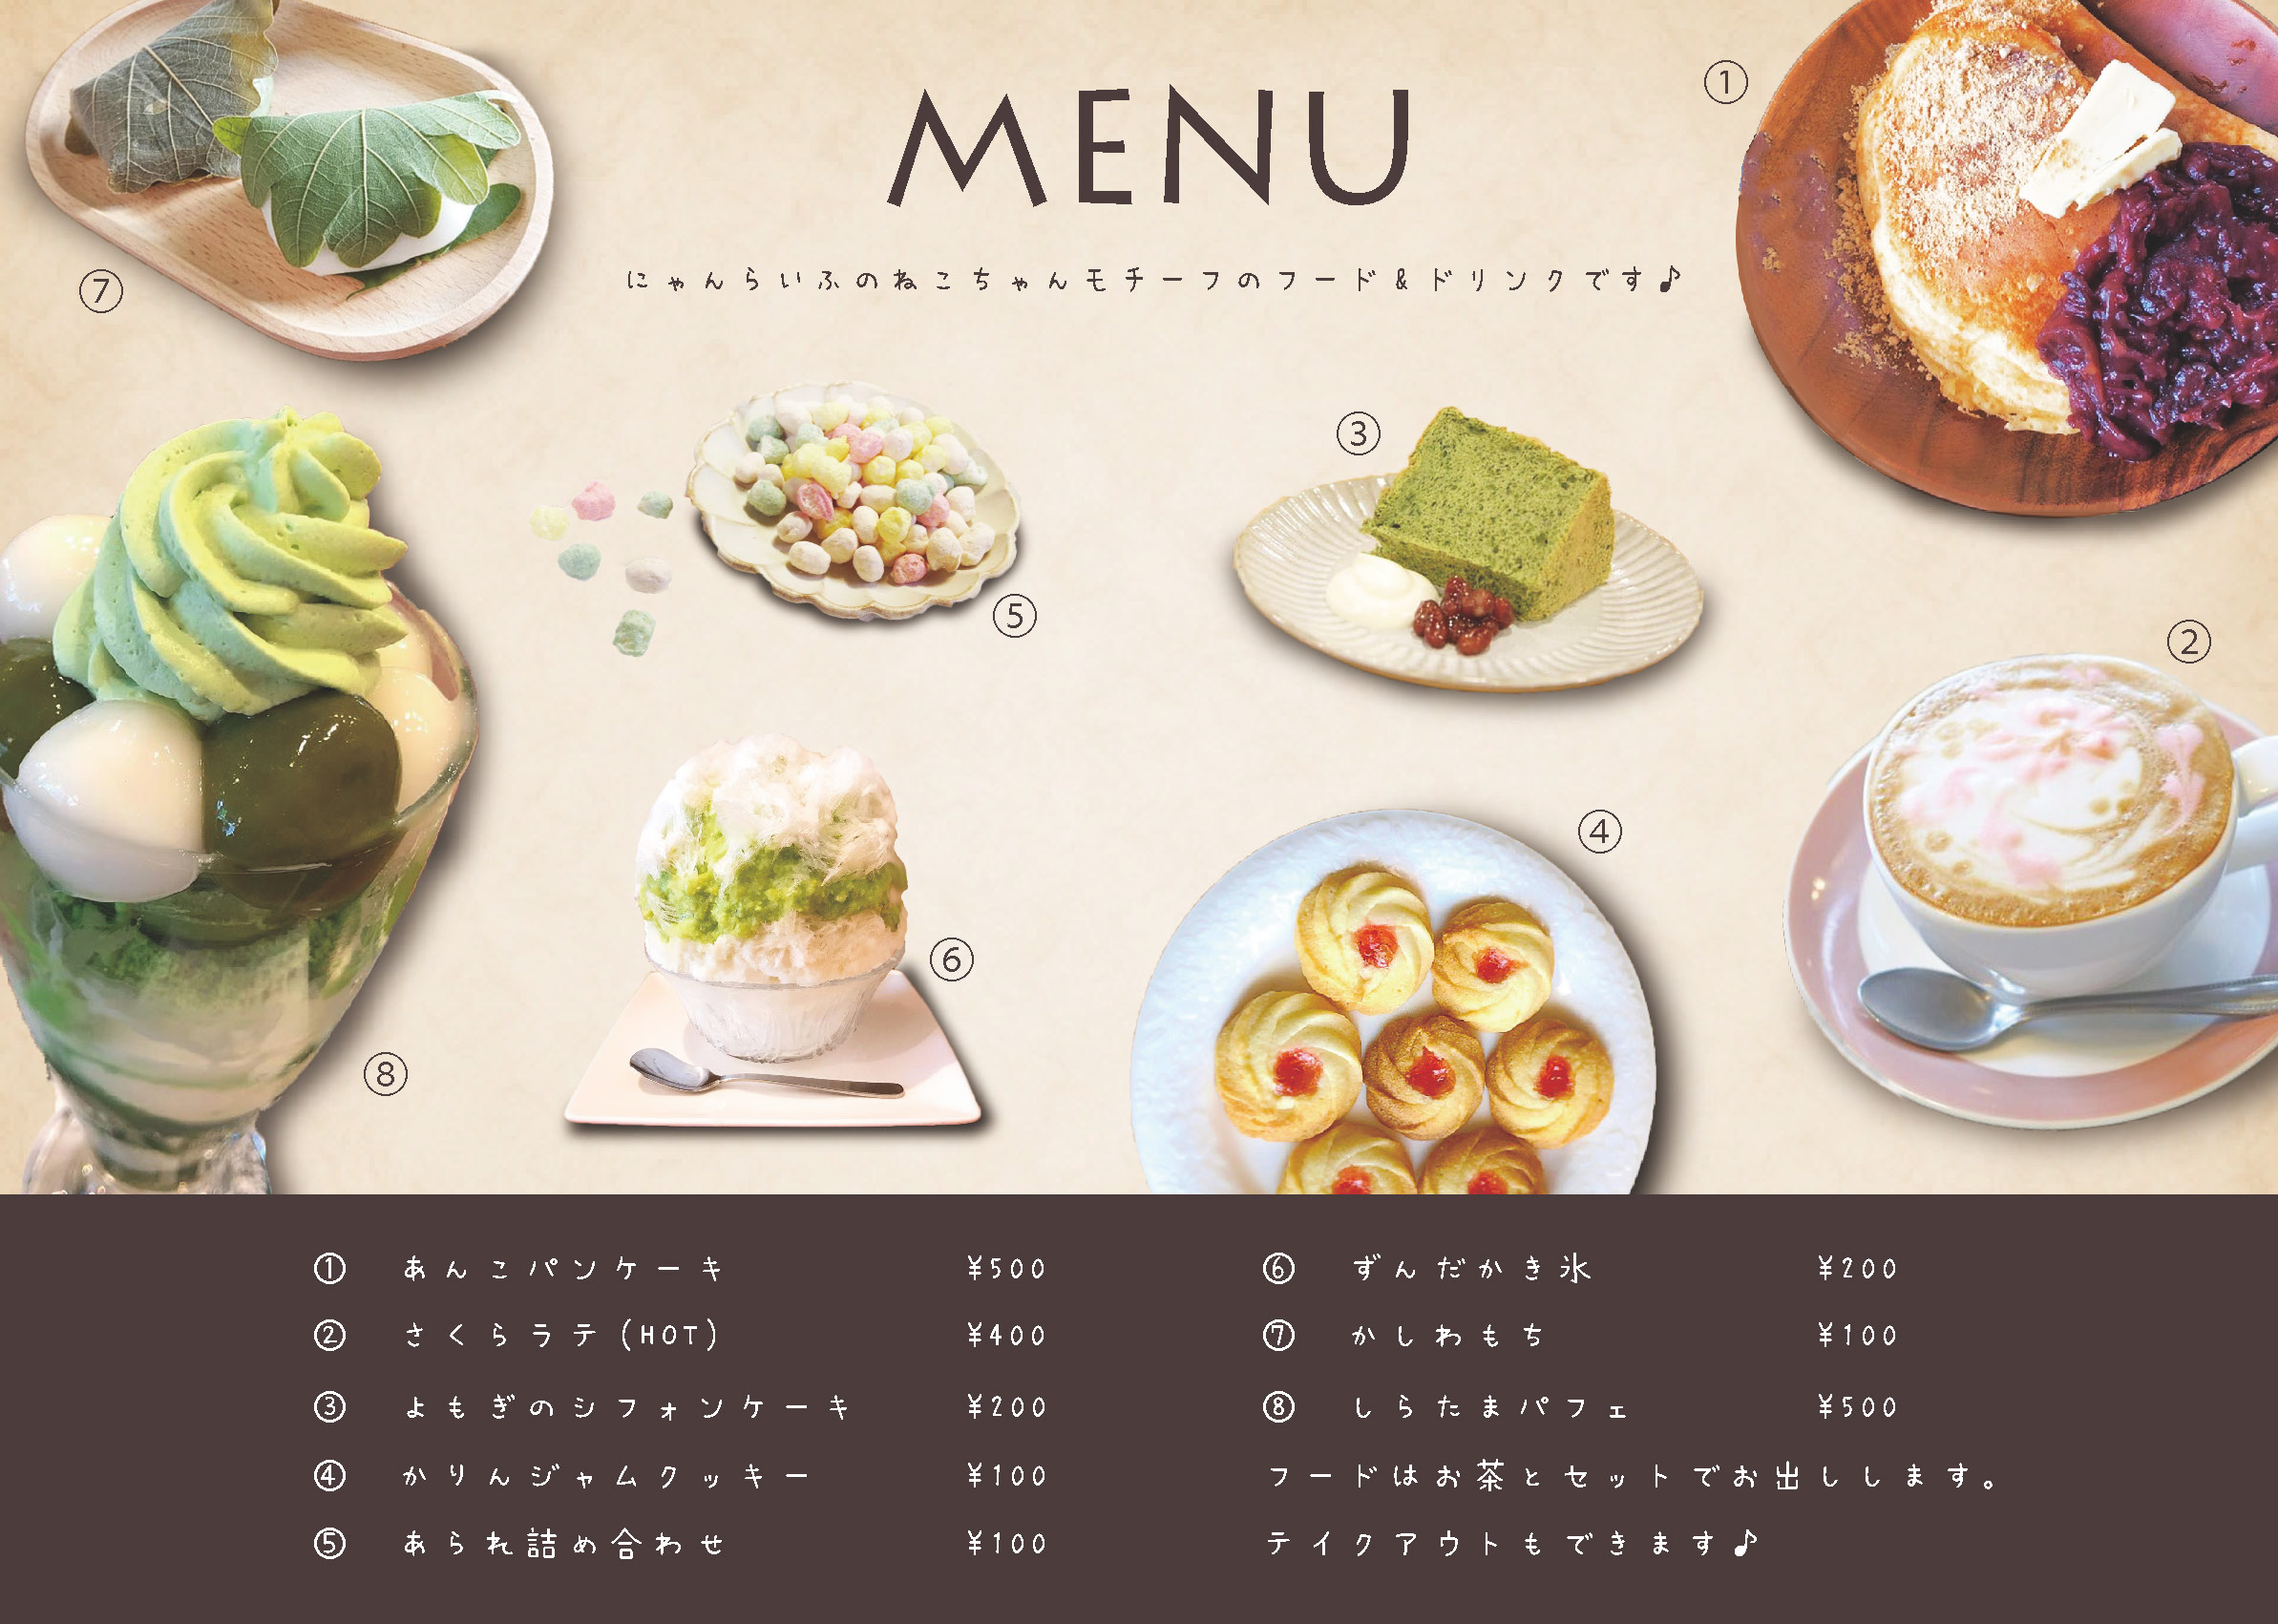 MENU
にゃんらいふのねこちゃんモチーフのフード&ドリンクです♪
①
⑦
③
⑤
②
④
⑥
⑧
① あんこパンケーキ ¥500
② さくらラテ(HOT) ¥400
③ よもぎのシフォンケーキ ¥200
④ かりんジャムクッキー ¥100
⑤ あられ詰め合わせ ¥100
⑥ ずんだかき氷 ¥200
⑦ かしわもち ¥100
⑧ しらたまパフェ ¥500
フードはお茶とセットでお出しします。
テイクアウトもできます♪